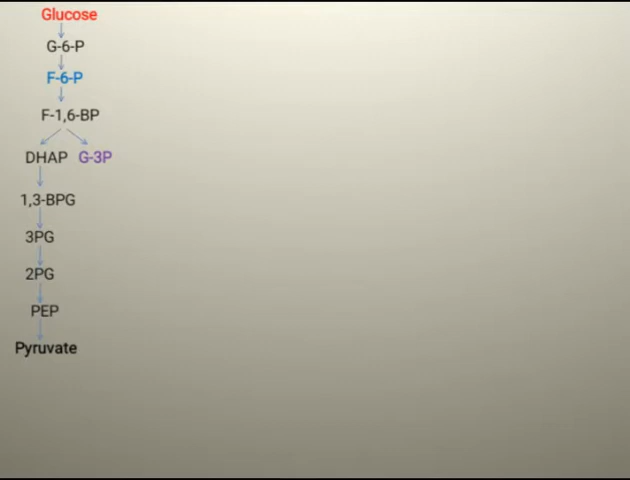 Glucose
G-6-P
F-6-P
F-1,6-BP
DHAP G-3P
1,3-BPG
3PG
2PG
PEP
Pyruvate